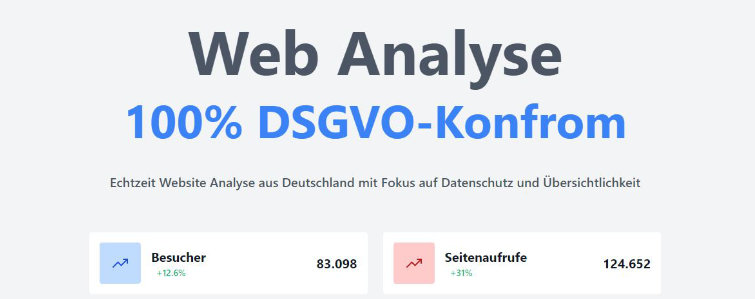 Web Analyse
100% DSGVO-Konfrom
Echtzeit Website Analyse aus Deutschland mit Fokus auf Datenschutz und Übersichtlichkeit
Besucher
+12.6%
83.098
Seitenaufrufe
+31%
124.652